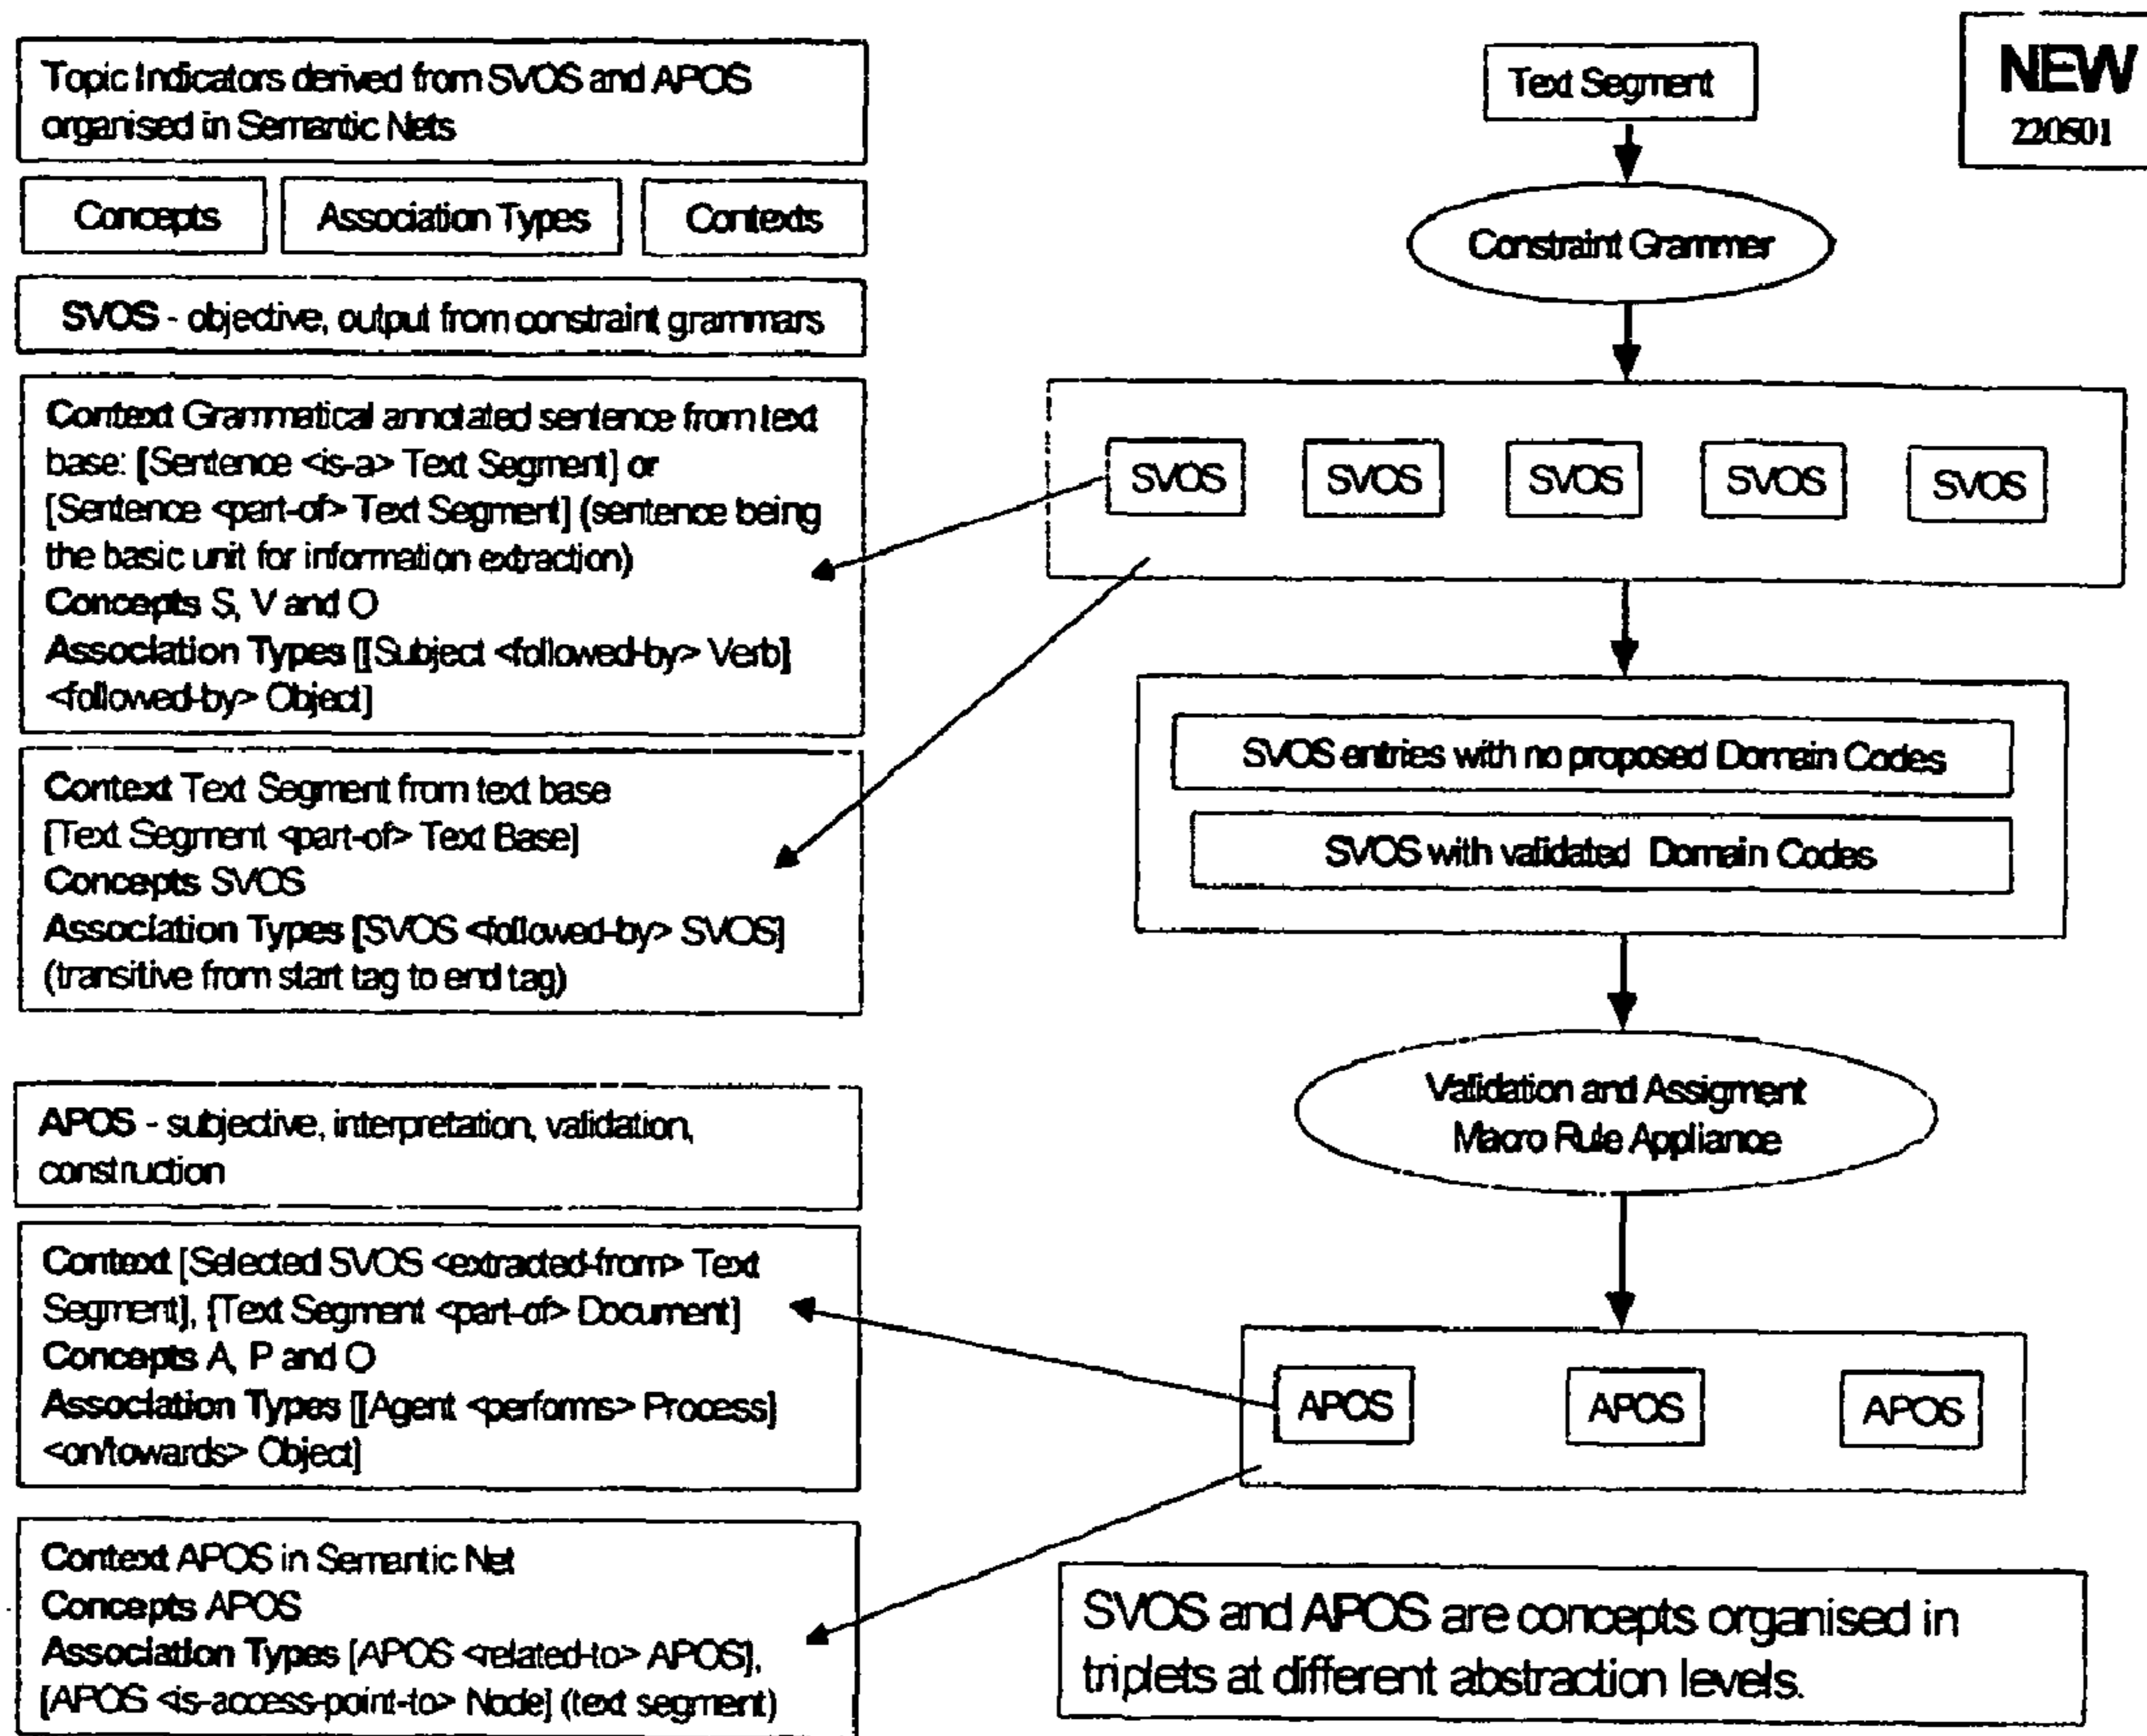 Topic Indicators derived from SVOS and APOS
organised in Semantic Nets
Concepts
Association Types
Contexts
SVOS - objective, output from constraint grammars
Context Grammatical annotated sentence from text
base: [Sentence <is-a> Text Segment] or
[Sentence <part-of> Text Segment] (sentence being
the basic unit for information extraction)
Concepts S, V and O
Association Types [[Subject <followed-by> Verb]
<followed-by> Object]
Context Text Segment from text base
[Text Segment <part-of> Text Base]
Concepts SVOS
Association Types [SVOS <followed-by> SVOS]
(transitive from start tag to end tag)
APOS - subjective, interpretation, validation,
construction
Context [Selected SVOS <extracted-from> Text
Segment], [Text Segment <part-of> Document]
Concepts A, P and O
Association Types [[Agent <performs> Process]
<on/towards> Object]
Context APOS in Semantic Net
Concepts APOS
Association Types [APOS <related-to> APOS],
[APOS <is-access-point-to> Node] (text segment)
Text Segment
NEW
220501
Constraint Grammer
SVOS
SVOS
SVOS
SVOS
SVOS
SVOS entries with no proposed Domain Codes
SVOS with validated Domain Codes
Validation and Assigment
Macro Rule Appliance
APOS
APOS
APOS
SVOS and APOS are concepts organised in
triplets at different abstraction levels.